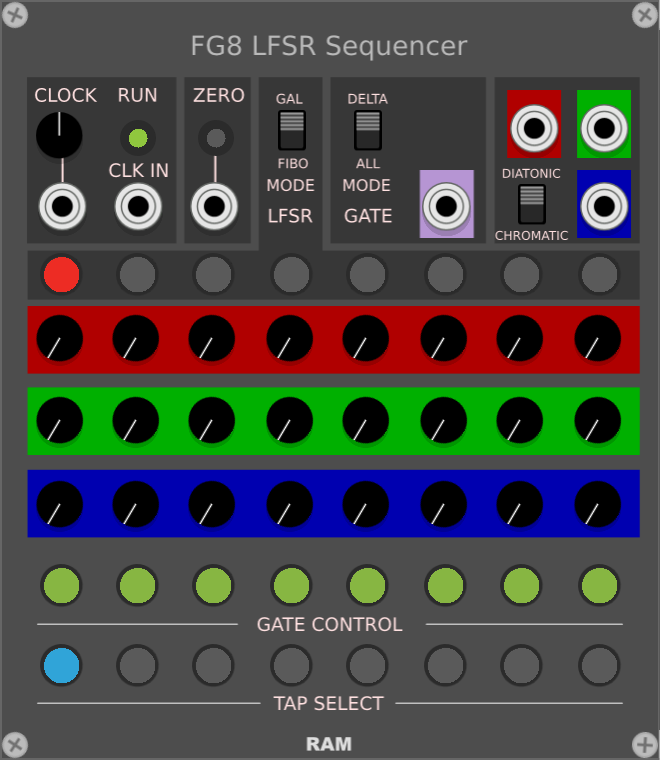 FG8 LFSR Sequencer
CLOCK
RUN
CLK IN
ZERO
GAL
FIBO
MODE
LFSR
DELTA
ALL
MODE
GATE
DIATONIC
CHROMATIC
GATE CONTROL
TAP SELECT
RAM